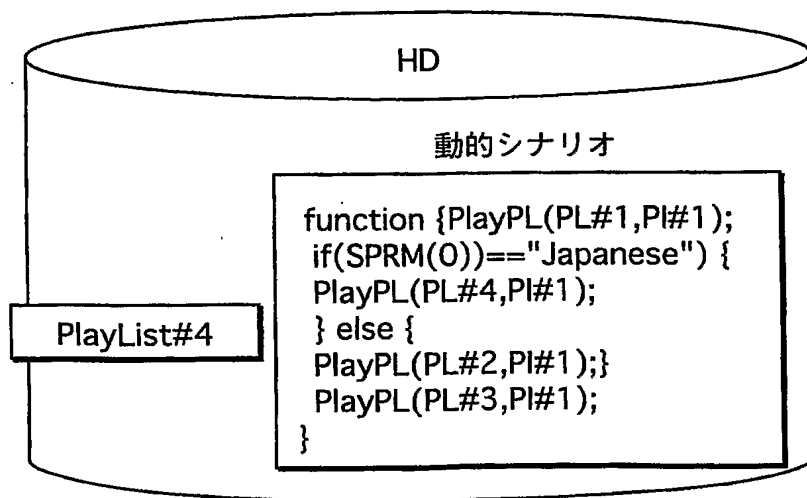 HD
動的シナリオ
function {PlayPL(PL#1,PI#1);
if(SPRM(0))=="Japanese") {
PlayPL(PL#4,PI#1);
} else {
PlayPL(PL#2,PI#1);}
PlayPL(PL#3,PI#1);
}
PlayList#4